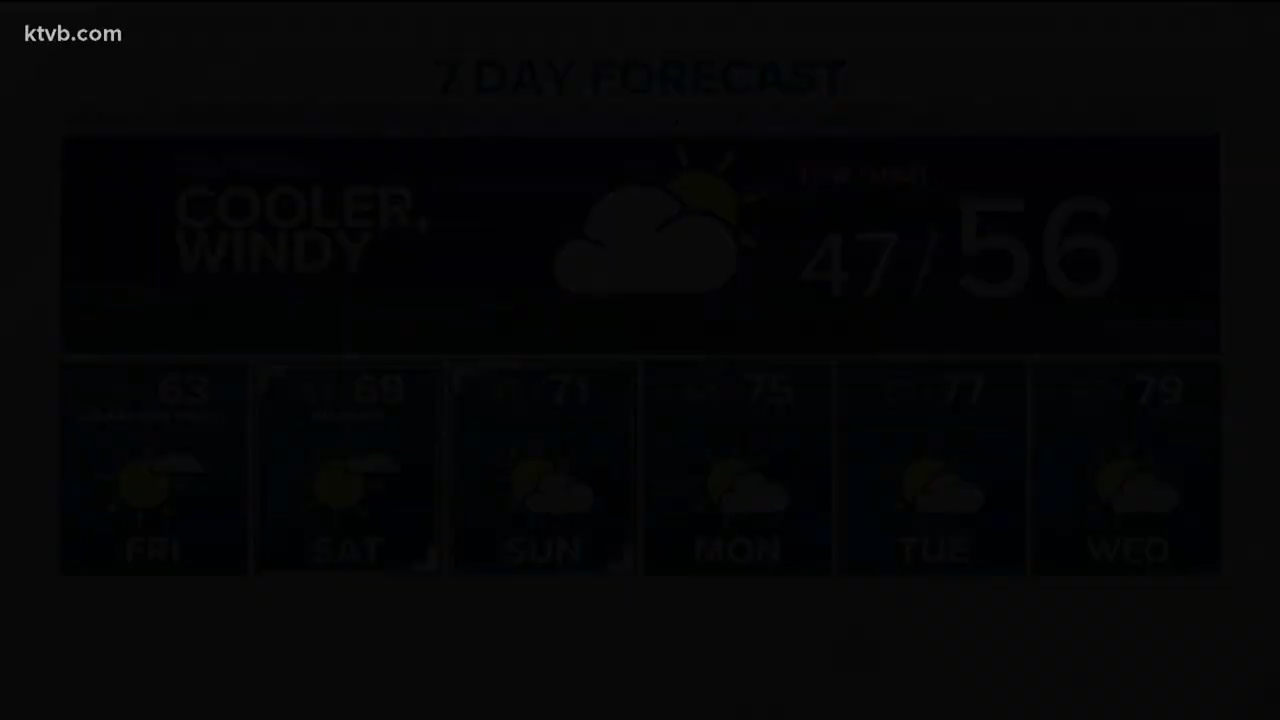 ktvb.com
7 DAY FORECAST
COOLER,
WINDY
47/56
63 69 71 75 77 79
FRI SAT SUN MON TUE WED